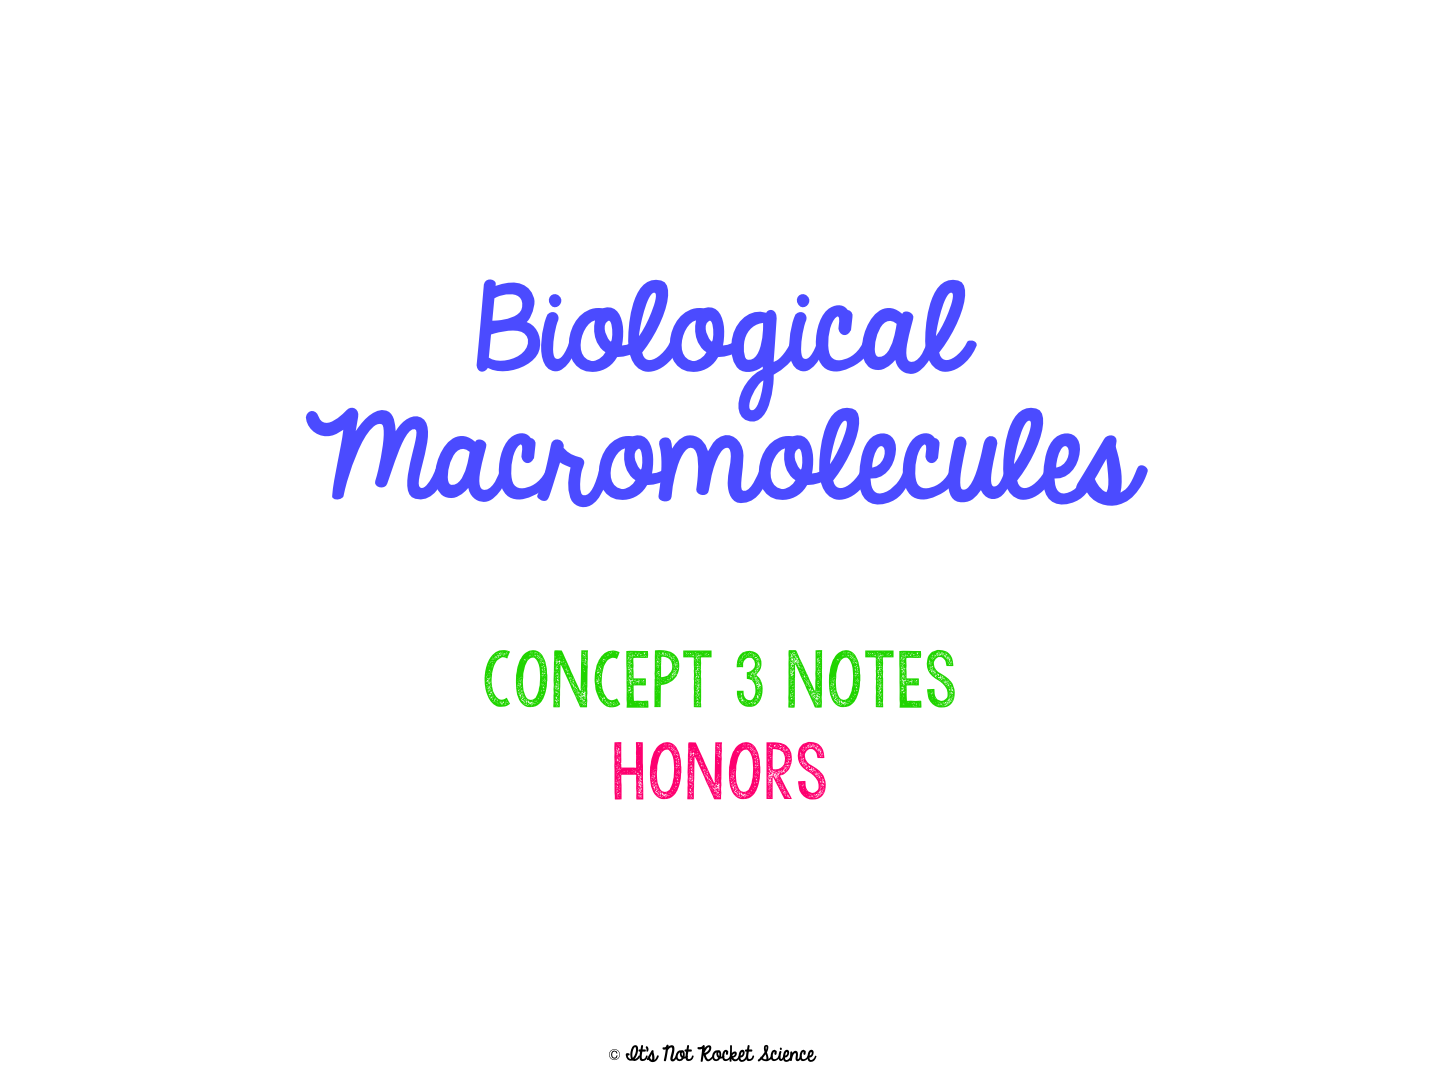 Biological
Macromolecules
CONCEPT 3 NOTES
HONORS
© It's Not Rocket Science